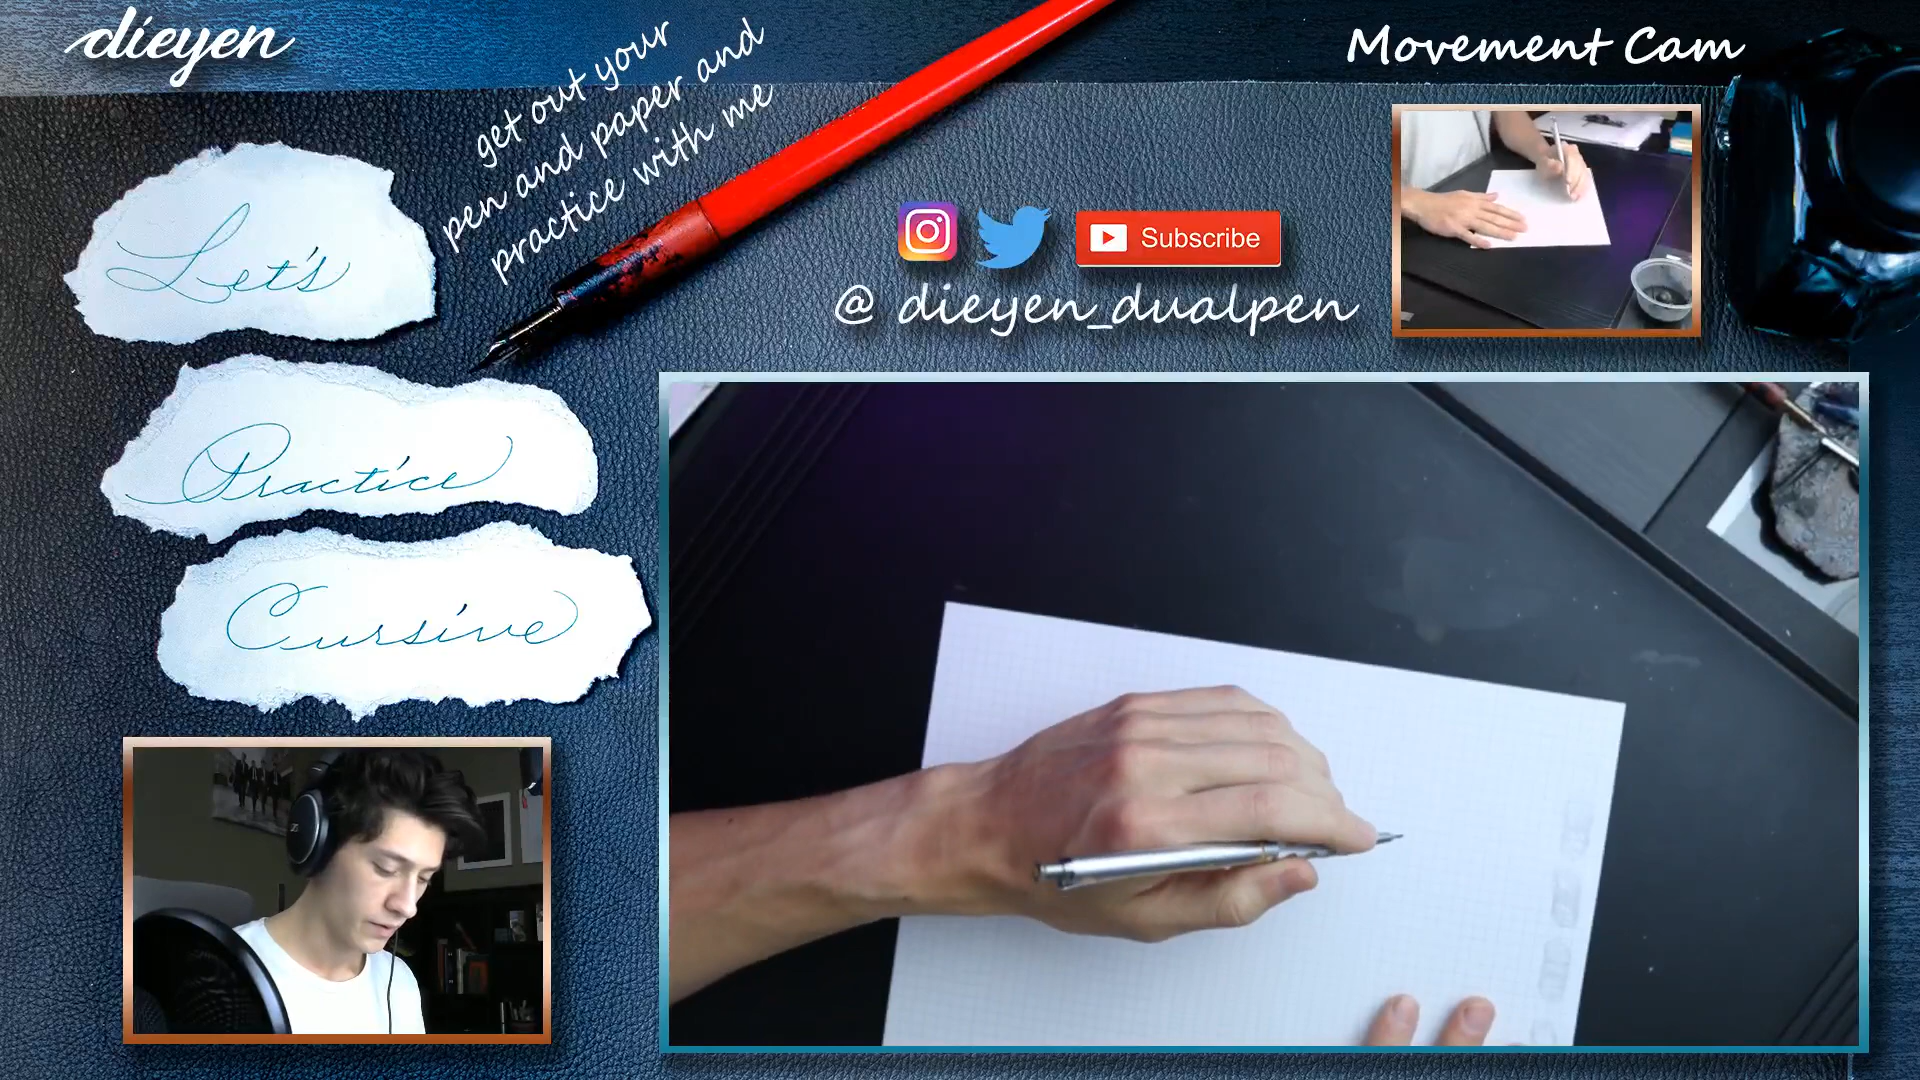 dieyen
get out your
pen and paper and
practice with me
Movement Cam
Let's
Practice
Cursive
Subscribe
@ dieyen_dualpen